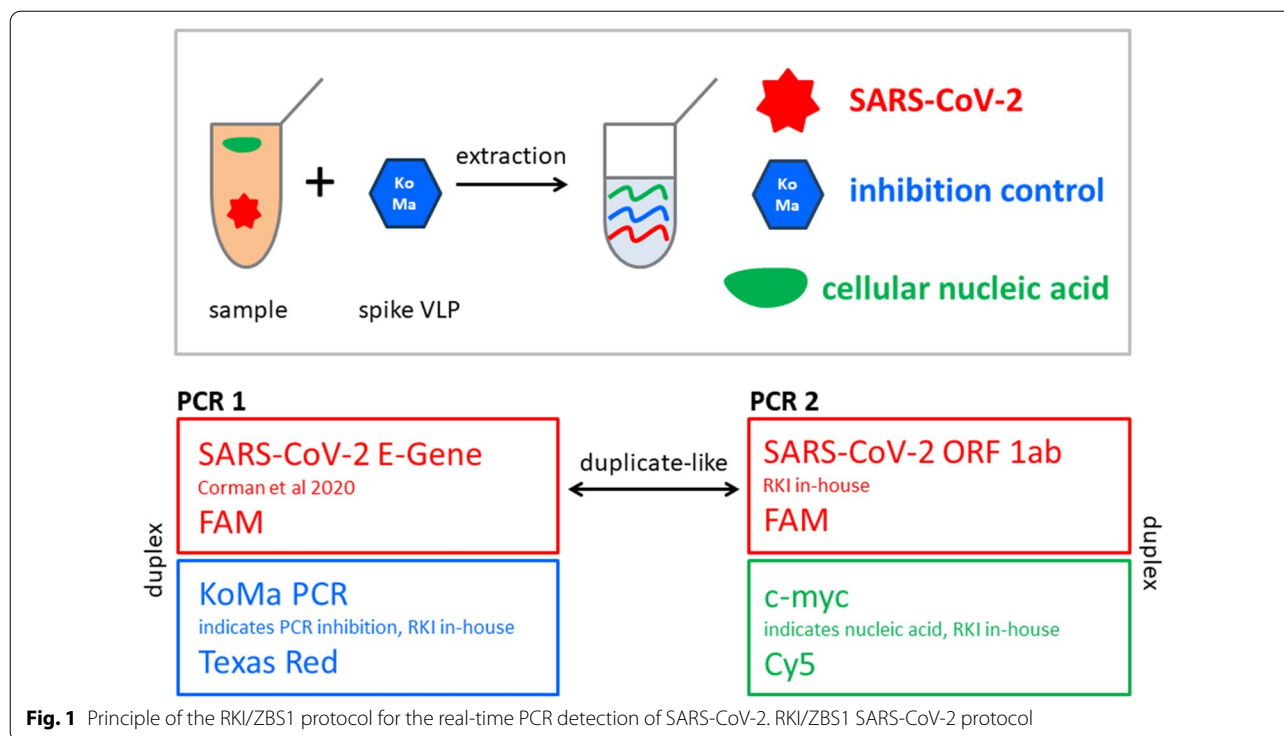 SARS-CoV-2
Ko
Ma
extraction
Ko
Ma
inhibition control
cellular nucleic acid
sample
spike VLP
PCR 1
PCR 2
SARS-CoV-2 E-Gene
Corman et al 2020
FAM
duplicate-like
SARS-CoV-2 ORF 1ab
RKI in-house
FAM
duplex
duplex
KoMa PCR
indicates PCR inhibition, RKI in-house
Texas Red
c-myc
indicates nucleic acid, RKI in-house
Cy5
Fig. 1 Principle of the RKI/ZBS1 protocol for the real-time PCR detection of SARS-CoV-2. RKI/ZBS1 SARS-CoV-2 protocol